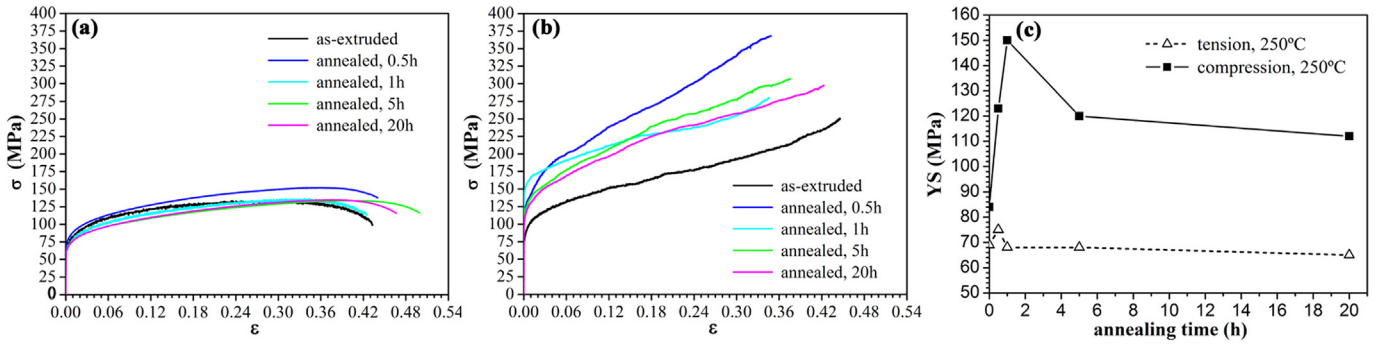 (a)
400
375
350
325
300
275
250
225
200
175
150
125
100
75
50
25
0
σ (MPa)
as-extruded
annealed, 0.5h
annealed, 1h
annealed, 5h
annealed, 20h
0.00 0.06 0.12 0.18 0.24 0.30 0.36 0.42 0.48 0.54
ε
(b)
400
375
350
325
300
275
250
225
200
175
150
125
100
75
50
25
0
σ (MPa)
as-extruded
annealed, 0.5h
annealed, 1h
annealed, 5h
annealed, 20h
0.00 0.06 0.12 0.18 0.24 0.30 0.36 0.42 0.48 0.54
ε
(c)
160
150
140
130
120
110
100
90
80
70
60
50
YS (MPa)
tension, 250ºC
compression, 250ºC
0 2 4 6 8 10 12 14 16 18 20
annealing time (h)